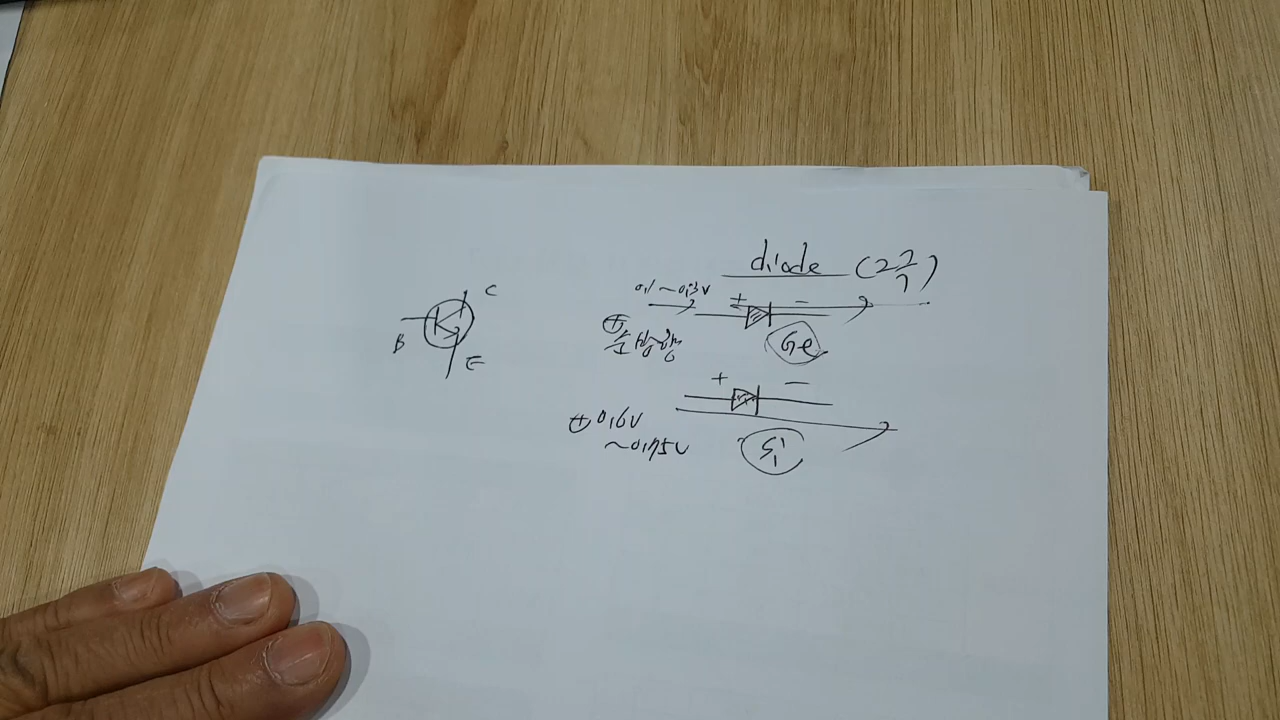 diode (2극)
0.1~0.3V
+ -
⊕
순방향
Ge
C
B
E
+ -
⊕ 0.6V
~0.75V
Si